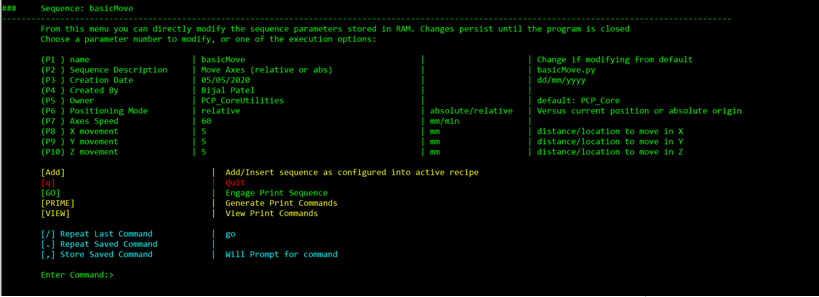 ### Sequence: basicMove
From this menu you can directly modify the sequence parameters stored in RAM. Changes persist until the program is closed
Choose a parameter number to modify, or one of the execution options:
(P1 ) name | basicMove | | Change if modifying from default
(P2 ) Sequence Description | Move Axes (relative or abs) | | basicMove.py
(P3 ) Creation Date | 05/05/2020 | | dd/mm/yyyy
(P4 ) Created By | Bijal Patel | |
(P5 ) Owner | PCP_CoreUtilities | | default: PCP_Core
(P6 ) Positioning Mode | relative | absolute/relative | Versus current position or absolute origin
(P7 ) Axes Speed | 60 | mm/min |
(P8 ) X movement | 5 | mm | distance/location to move in X
(P9 ) Y movement | 5 | mm | distance/location to move in Y
(P10) Z movement | 5 | mm | distance/location to move in Z
[Add] | Add/Insert sequence as configured into active recipe
[q] | Quit
[GO] | Engage Print Sequence
[PRIME] | Generate Print Commands
[VIEW] | View Print Commands
[/] Repeat Last Command | go
[.] Repeat Saved Command |
[,] Store Saved Command | Will Prompt for command
Enter Command:>